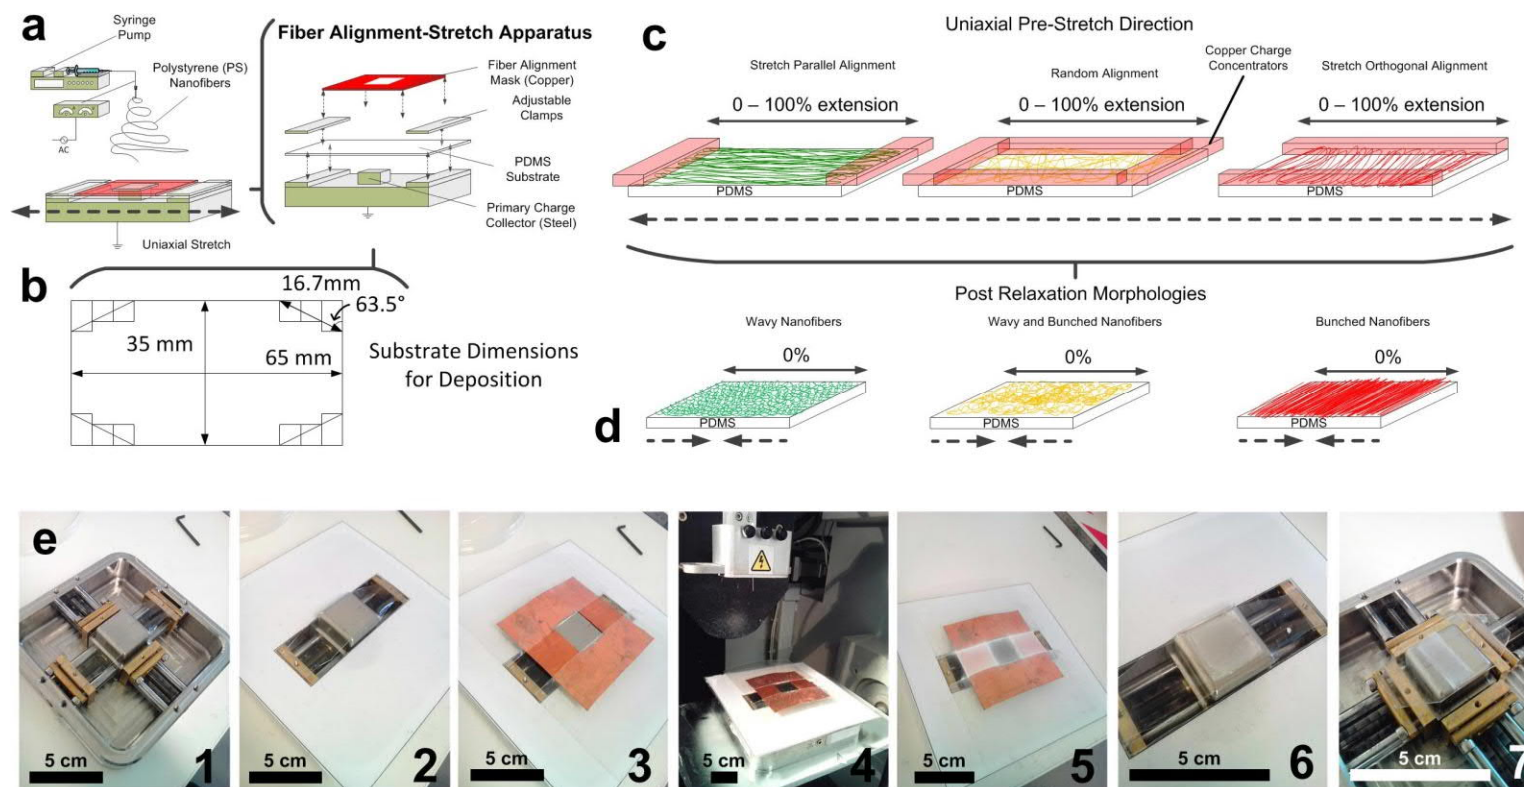 a
Syringe
Pump
Polystyrene (PS)
Nanofibers
AC
Uniaxial Stretch
Fiber Alignment-Stretch Apparatus
Fiber Alignment
Mask (Copper)
Adjustable
Clamps
PDMS
Substrate
Primary Charge
Collector (Steel)
b
16.7mm
63.5°
35 mm
65 mm
Substrate Dimensions
for Deposition
c
Uniaxial Pre-Stretch Direction
Copper Charge
Concentrators
Stretch Parallel Alignment
Random Alignment
Stretch Orthogonal Alignment
0 – 100% extension
0 – 100% extension
0 – 100% extension
PDMS
PDMS
PDMS
Post Relaxation Morphologies
Wavy Nanofibers
Wavy and Bunched Nanofibers
Bunched Nanofibers
0%
0%
0%
d
PDMS
PDMS
PDMS
e
5 cm
1
5 cm
2
5 cm
3
5 cm
4
5 cm
5
5 cm
6
5 cm
7